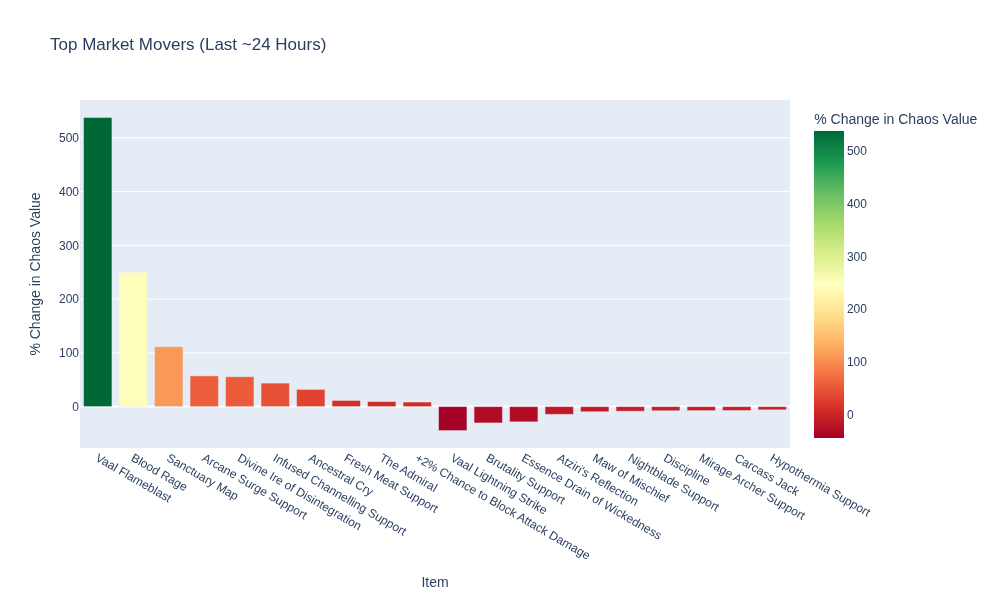 Top Market Movers (Last ~24 Hours)
% Change in Chaos Value
500
400
300
200
100
0
Vaal Flameblast
Blood Rage
Sanctuary Map
Arcane Surge Support
Divine Ire of Disintegration
Infused Channelling Support
Ancestral Cry
Fresh Meat Support
The Admiral
+2% Chance to Block Attack Damage
Vaal Lightning Strike
Brutality Support
Essence Drain of Wickedness
Atziri's Reflection
Maw of Mischief
Nightblade Support
Discipline
Mirage Archer Support
Carcass Jack
Hypothermia Support
Item
% Change in Chaos Value
500
400
300
200
100
0